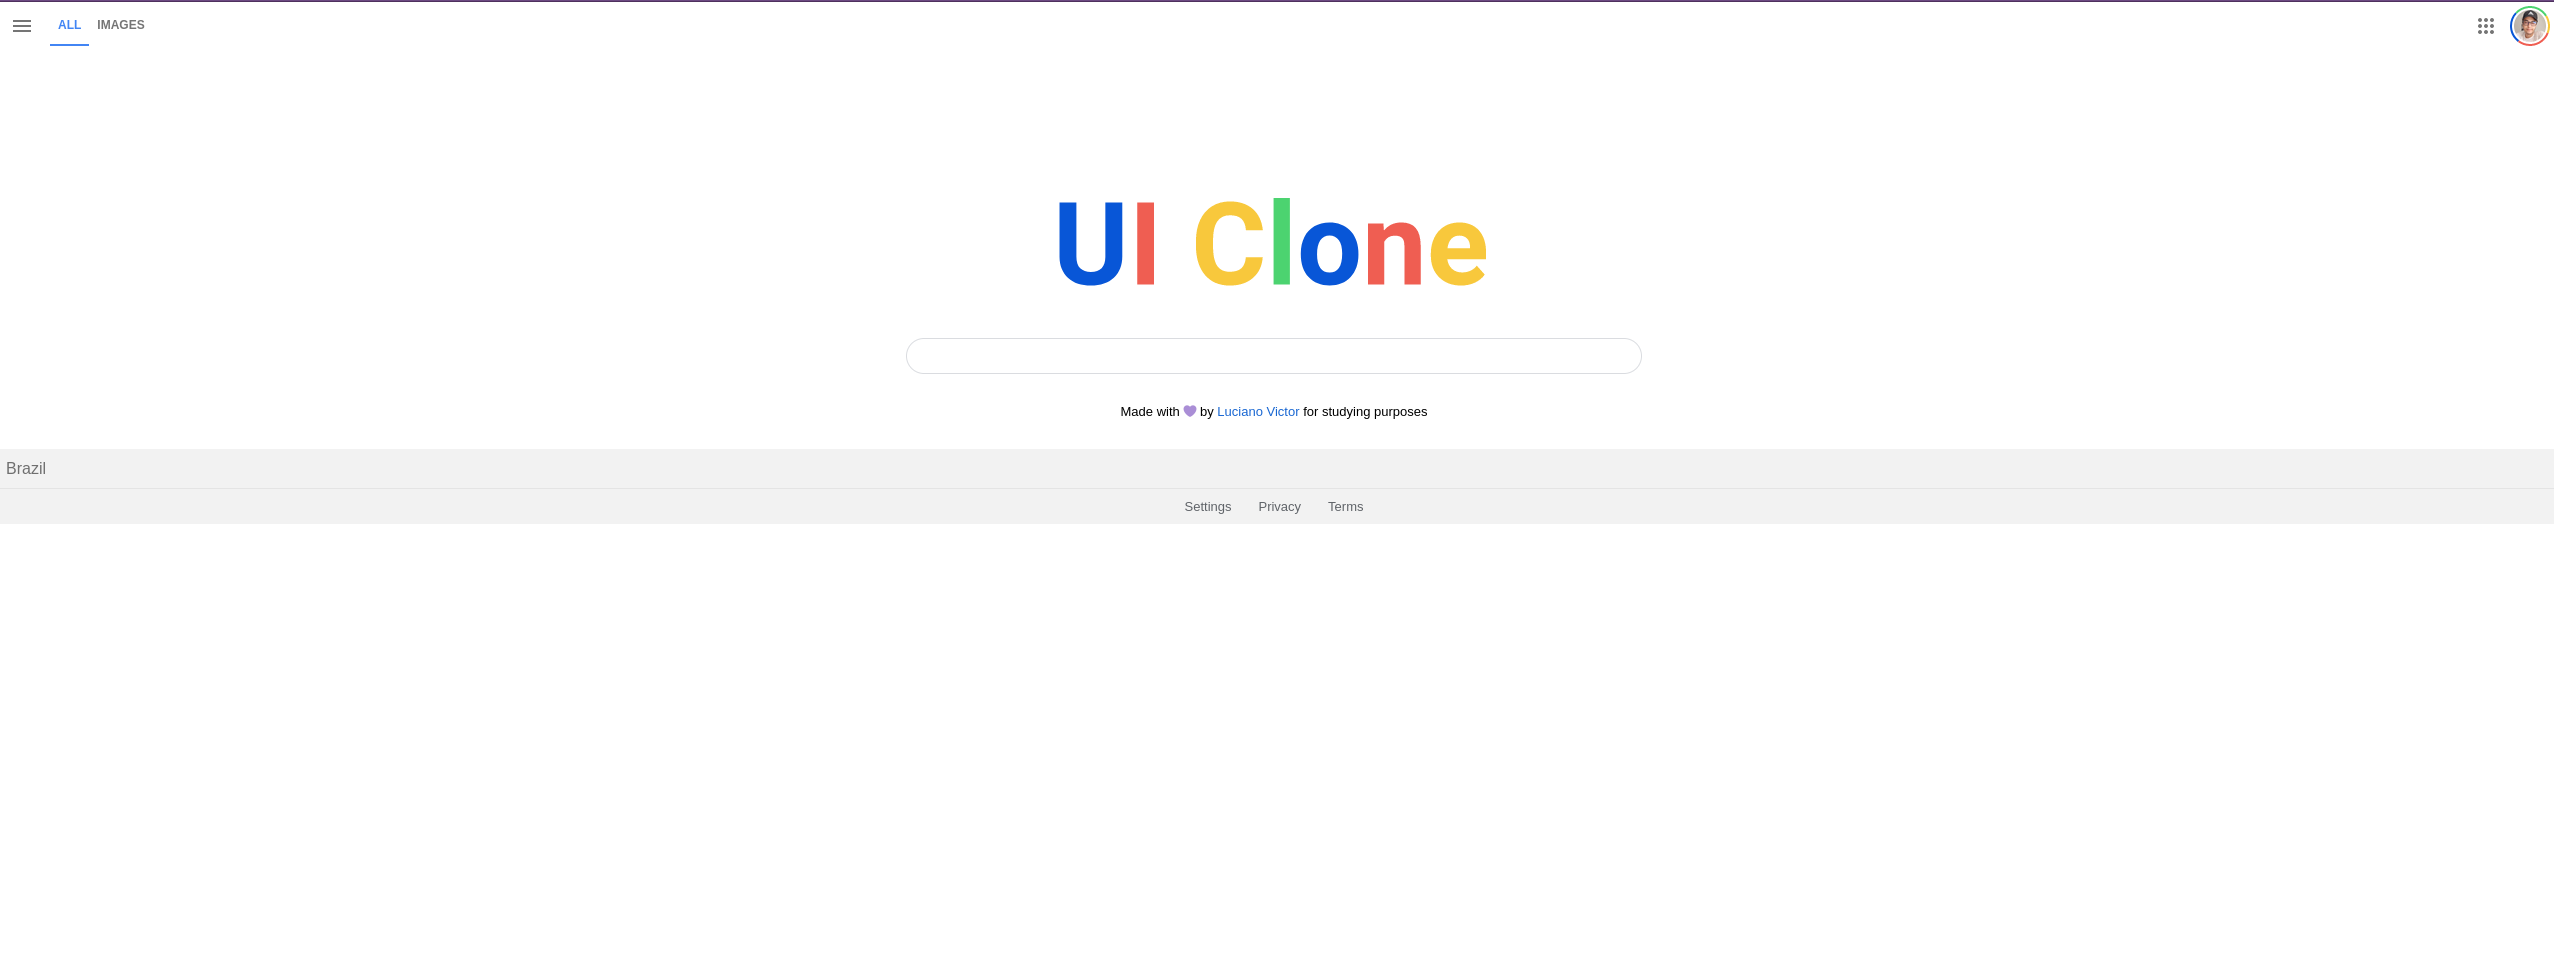 ALL IMAGES
UI Clone
Made with 💜 by Luciano Victor for studying purposes
Brazil
Settings Privacy Terms